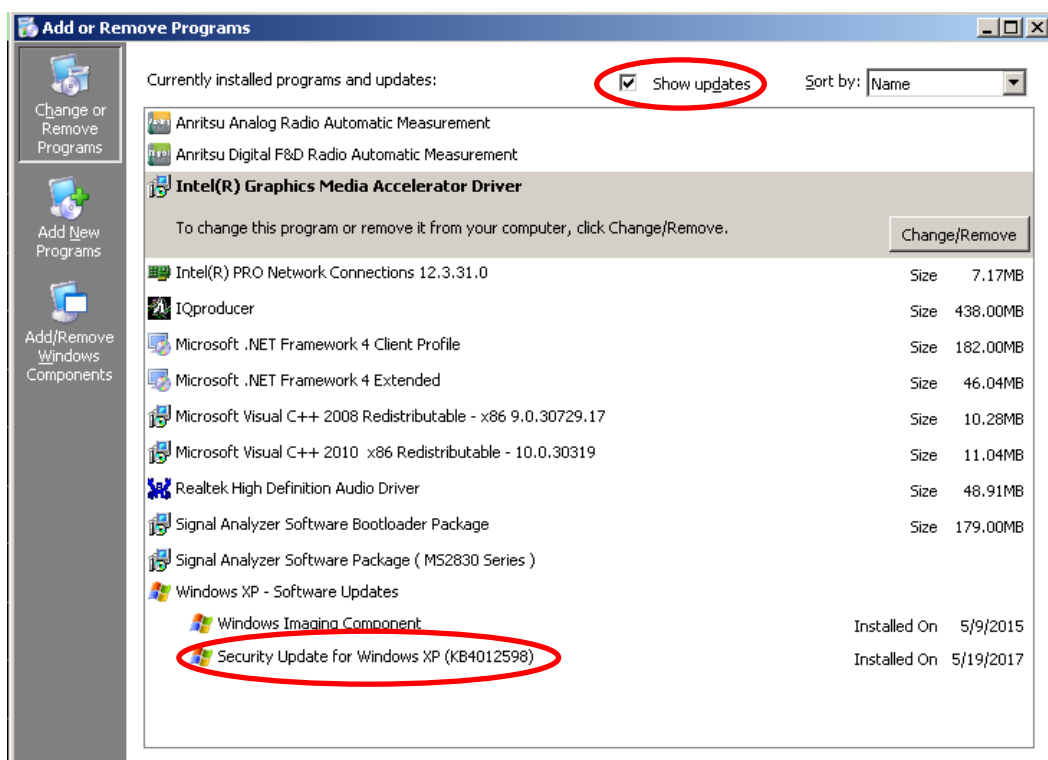 Add or Remove Programs
Change or
Remove
Programs
Add New
Programs
Add/Remove
Windows
Components
Currently installed programs and updates:
Show updates
Sort by: Name
Anritsu Analog Radio Automatic Measurement
Anritsu Digital F&D Radio Automatic Measurement
Intel(R) Graphics Media Accelerator Driver
To change this program or remove it from your computer, click Change/Remove.
Change/Remove
Intel(R) PRO Network Connections 12.3.31.0 Size 7.17MB
IQproducer Size 438.00MB
Microsoft .NET Framework 4 Client Profile Size 182.00MB
Microsoft .NET Framework 4 Extended Size 46.04MB
Microsoft Visual C++ 2008 Redistributable - x86 9.0.30729.17 Size 10.28MB
Microsoft Visual C++ 2010 x86 Redistributable - 10.0.30319 Size 11.04MB
Realtek High Definition Audio Driver Size 48.91MB
Signal Analyzer Software Bootloader Package Size 179.00MB
Signal Analyzer Software Package ( MS2830 Series )
Windows XP - Software Updates
Windows Imaging Component Installed On 5/9/2015
Security Update for Windows XP (KB4012598) Installed On 5/19/2017